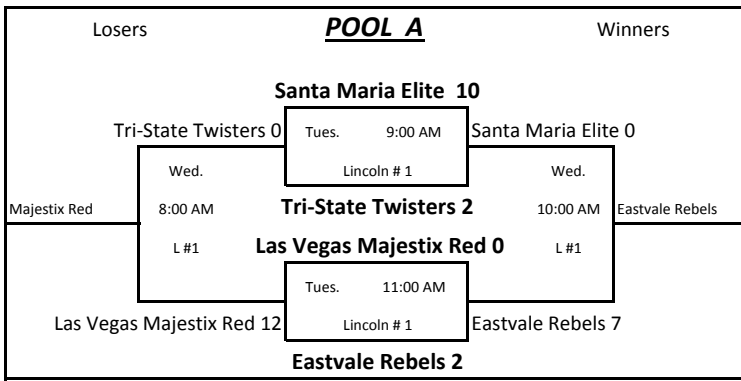 Losers POOL A Winners
Santa Maria Elite 10
Tri-State Twisters 0 Tues. 9:00 AM Santa Maria Elite 0
Wed. Lincoln # 1 Wed.
Majestix Red 8:00 AM Tri-State Twisters 2 10:00 AM Eastvale Rebels
L #1 Las Vegas Majestix Red 0 L #1
Tues. 11:00 AM
Las Vegas Majestix Red 12 Lincoln # 1 Eastvale Rebels 7
Eastvale Rebels 2